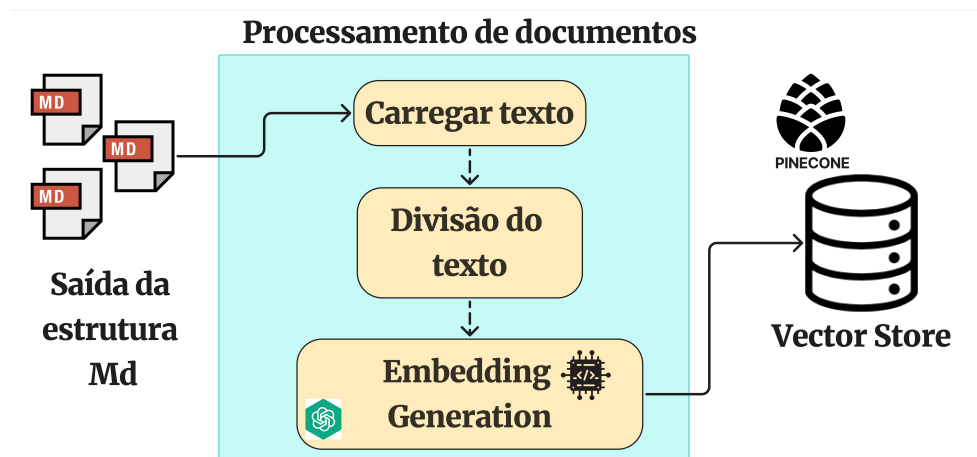 Processamento de documentos
MD
MD
MD
Saída da
estrutura
Md
Carregar texto
Divisão do
texto
Embedding
Generation
</>
PINECONE
Vector Store